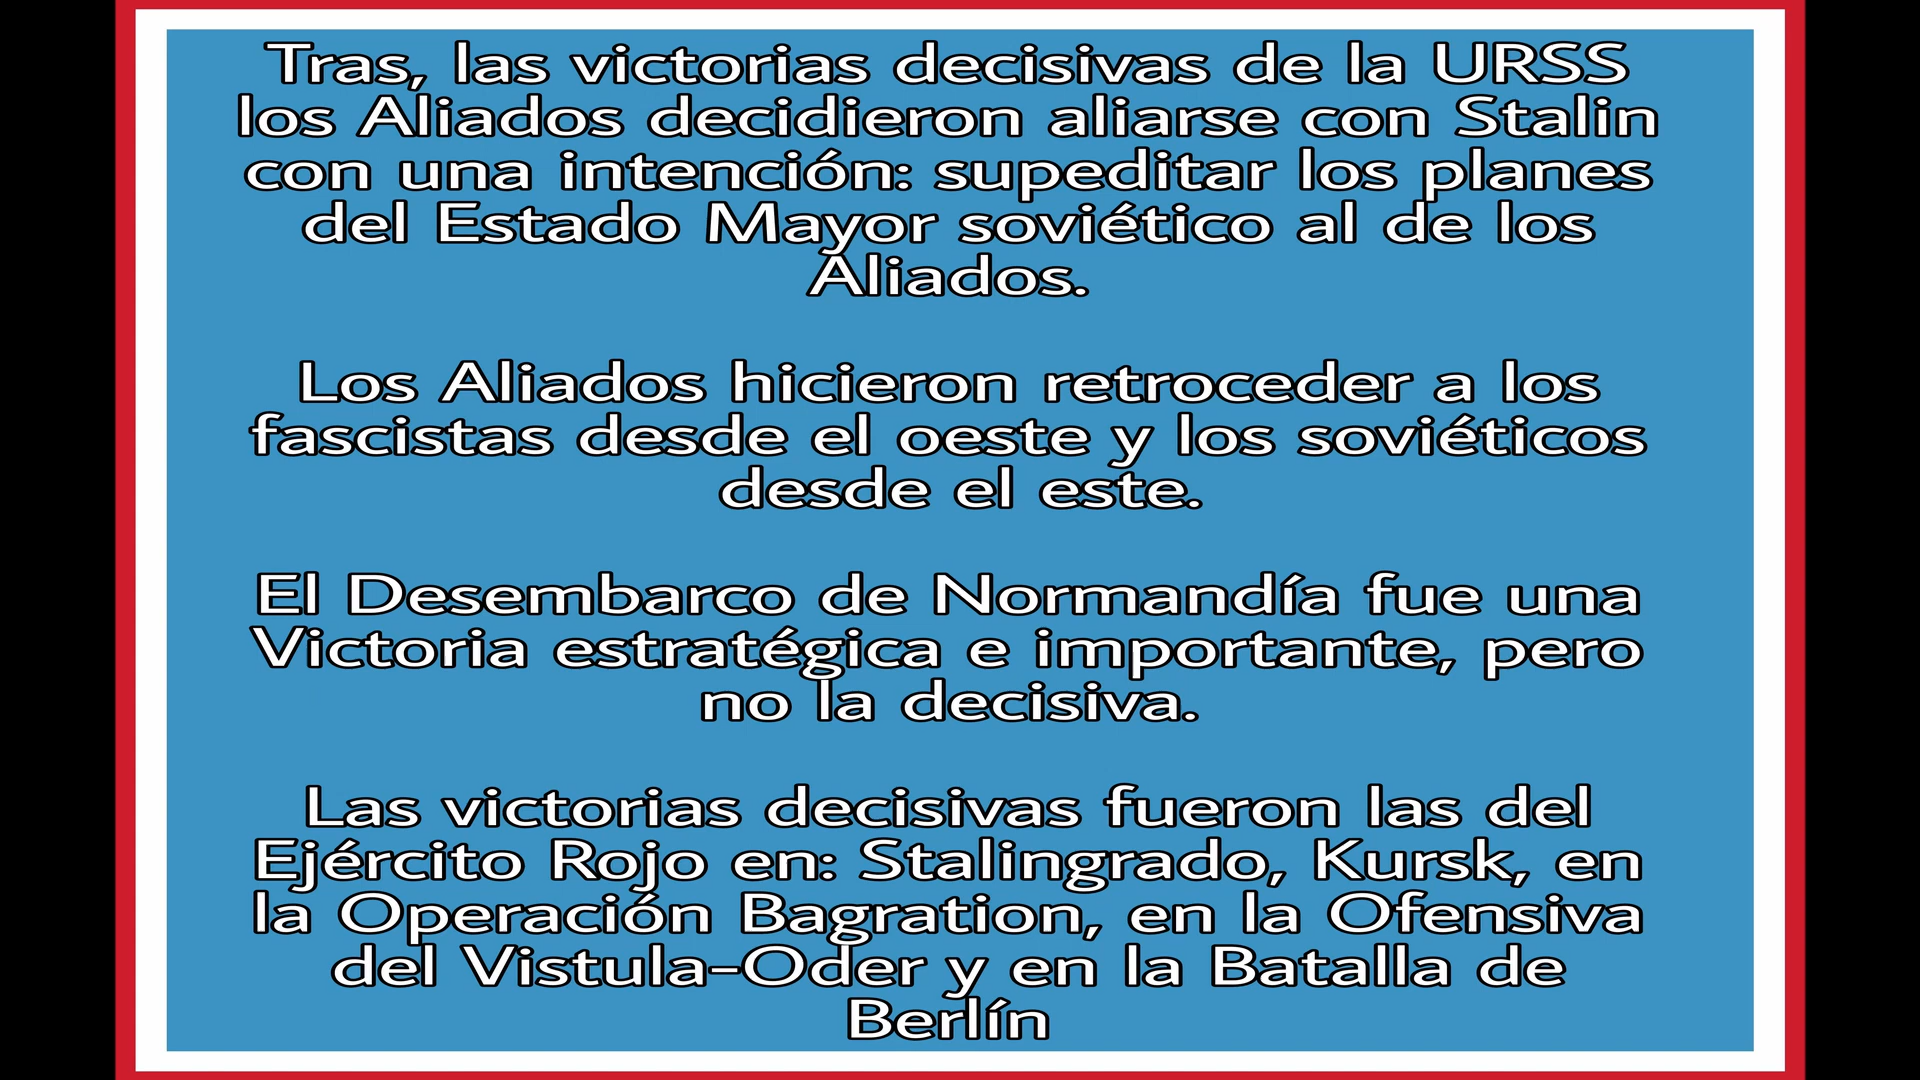 Tras, las victorias decisivas de la URSS
los Aliados decidieron aliarse con Stalin
con una intención: supeditar los planes
del Estado Mayor soviético al de los
Aliados.
Los Aliados hicieron retroceder a los
fascistas desde el oeste y los soviéticos
desde el este.
El Desembarco de Normandía fue una
Victoria estratégica e importante, pero
no la decisiva.
Las victorias decisivas fueron las del
Ejército Rojo en: Stalingrado, Kursk, en
la Operación Bagration, en la Ofensiva
del Vistula-Oder y en la Batalla de
Berlín